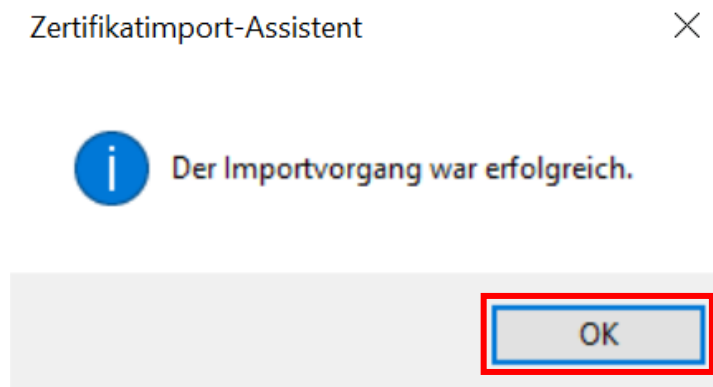 Zertifikatimport-Assistent
Der Importvorgang war erfolgreich.
OK